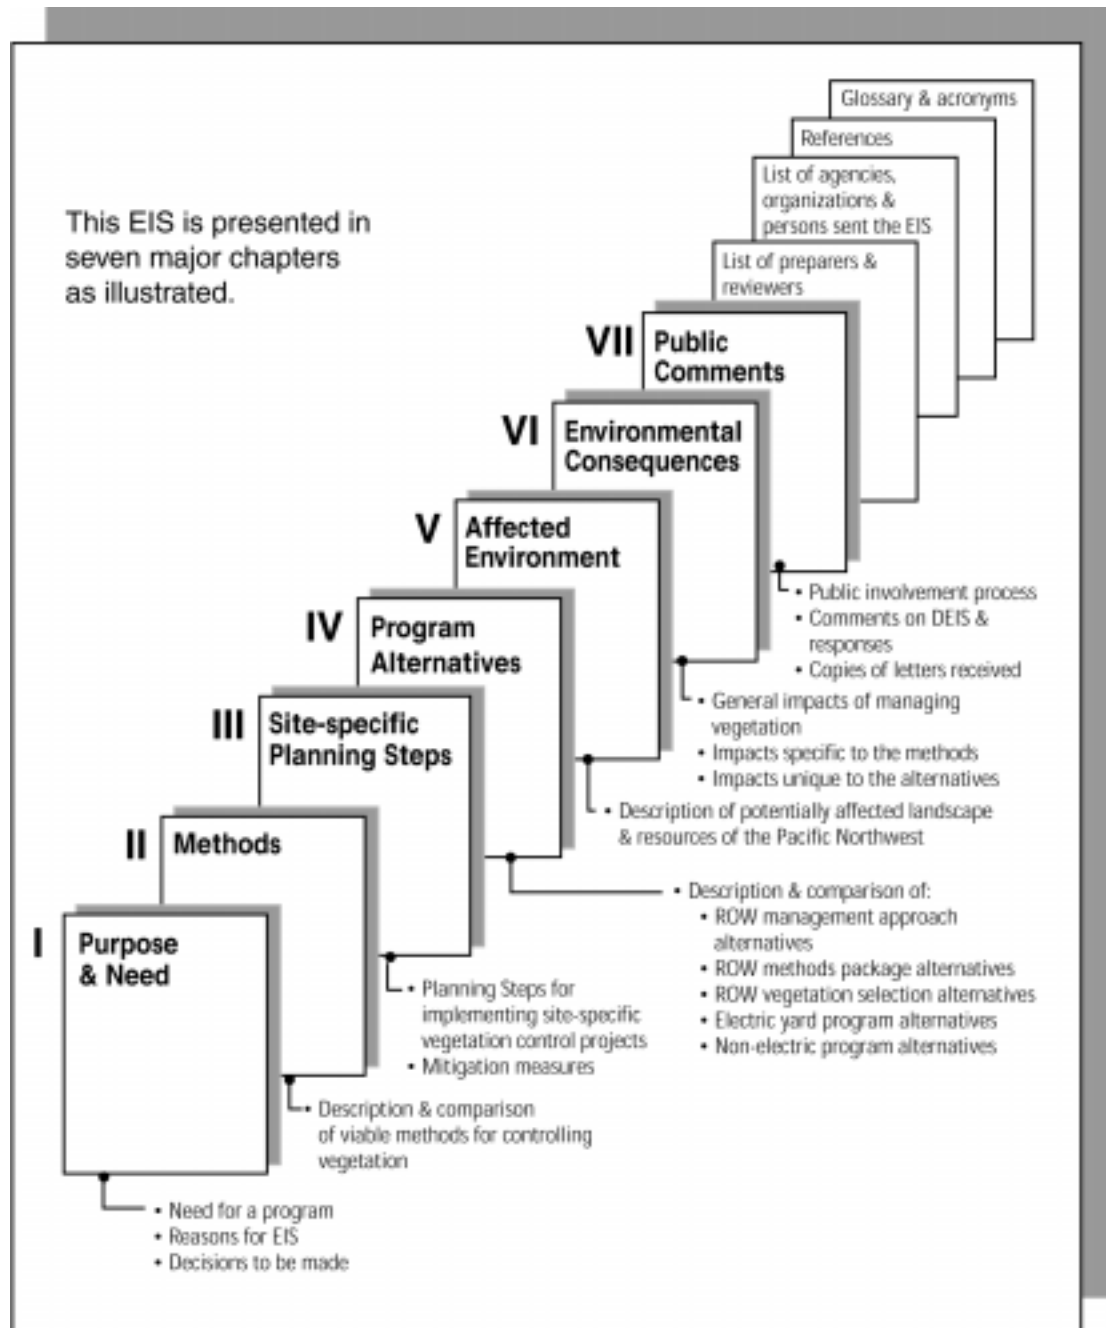 This EIS is presented in
seven major chapters
as illustrated.
Glossary & acronyms
References
List of agencies,
organizations &
persons sent the EIS
List of preparers &
reviewers
VII
Public
Comments
• Public involvement process
• Comments on DEIS &
responses
• Copies of letters received
VI
Environmental
Consequences
• General impacts of managing
vegetation
• Impacts specific to the methods
• Impacts unique to the alternatives
V
Affected
Environment
• Description of potentially affected landscape
& resources of the Pacific Northwest
IV
Program
Alternatives
• Description & comparison of:
• ROW management approach
alternatives
• ROW methods package alternatives
• ROW vegetation selection alternatives
• Electric yard program alternatives
• Non-electric program alternatives
III
Site-specific
Planning Steps
• Planning Steps for
implementing site-specific
vegetation control projects
• Mitigation measures
II
Methods
• Description & comparison
of viable methods for controlling
vegetation
I
Purpose
& Need
• Need for a program
• Reasons for EIS
• Decisions to be made